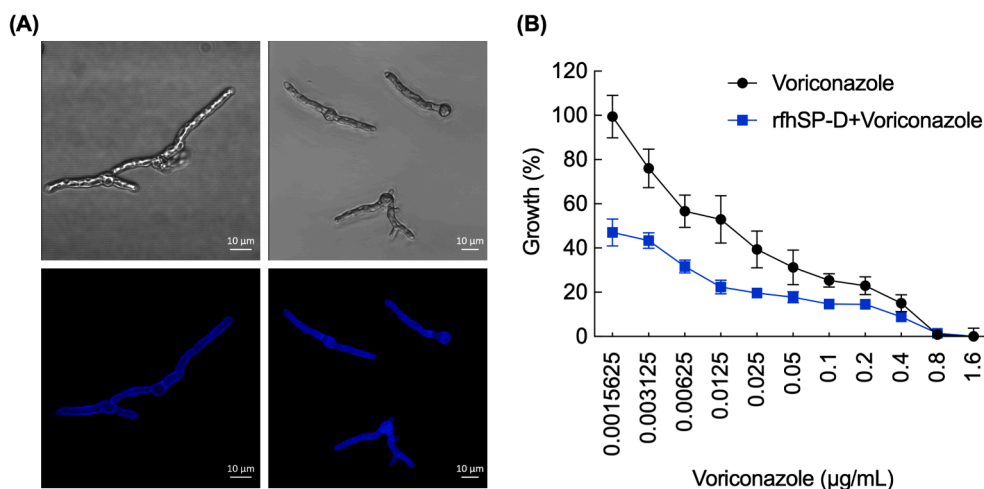 (A)
10 µm
10 µm
10 µm
10 µm
(B)
120
100
80
60
40
20
0
Growth (%)
Voriconazole
rfhSP-D+Voriconazole
0.0015625
0.003125
0.00625
0.0125
0.025
0.05
0.1
0.2
0.4
0.8
1.6
Voriconazole (µg/mL)